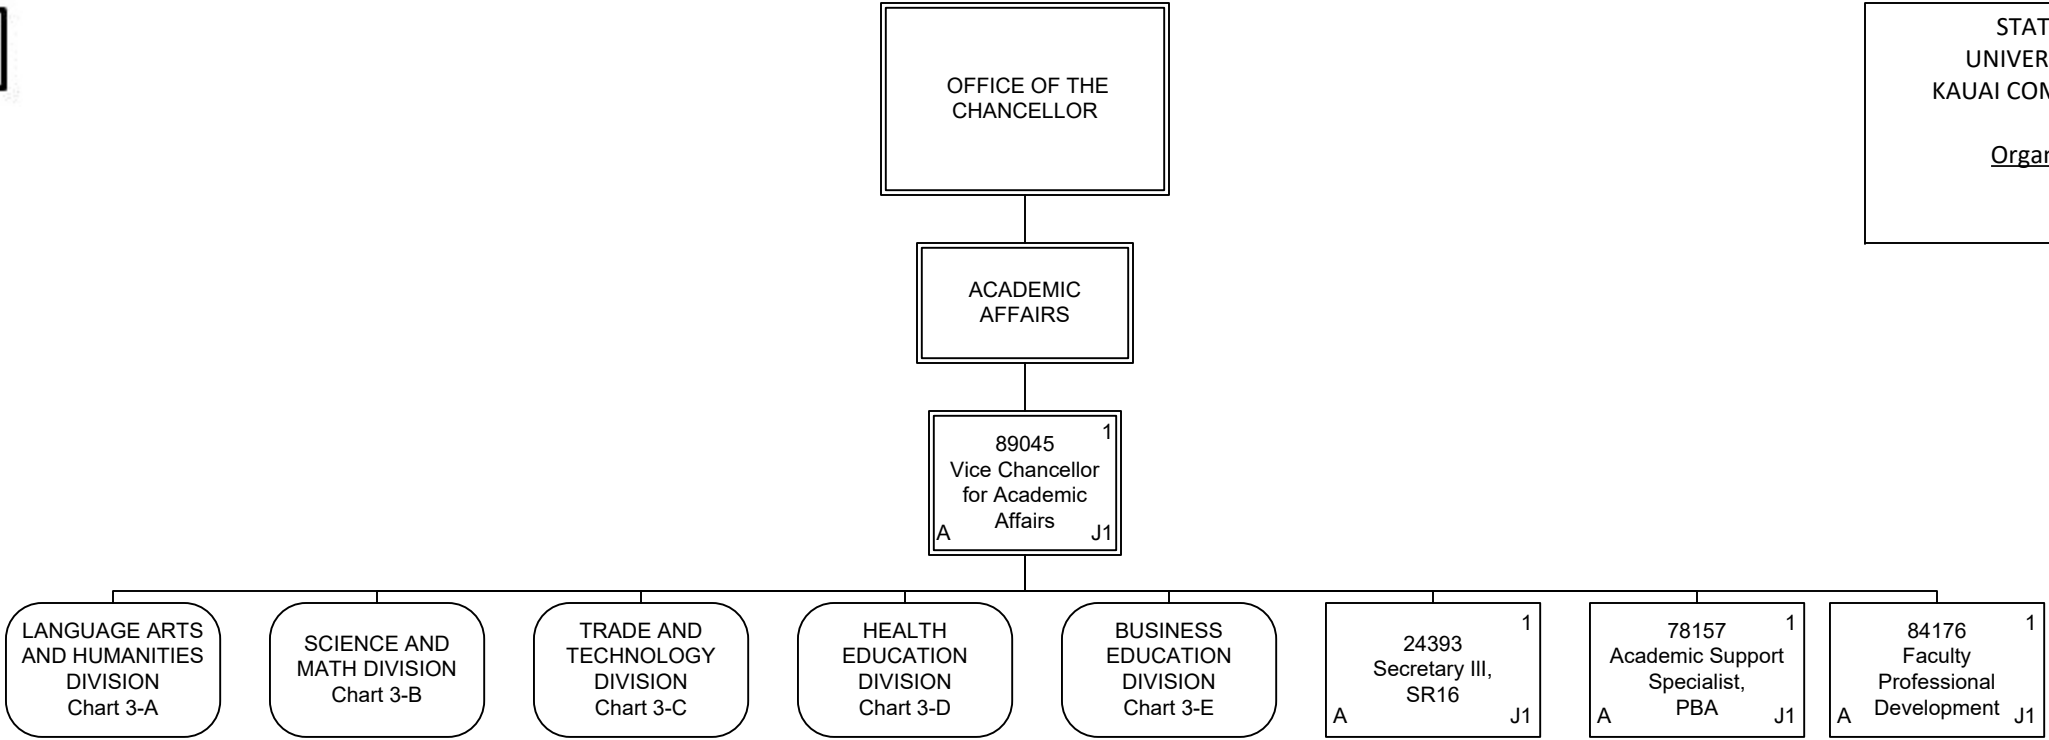 OFFICE OF THE
CHANCELLOR
STAT
UNIVER
KAUAI COM
Organ
ACADEMIC
AFFAIRS
1
89045
Vice Chancellor
for Academic
Affairs
A J1
LANGUAGE ARTS
AND HUMANITIES
DIVISION
Chart 3-A
SCIENCE AND
MATH DIVISION
Chart 3-B
TRADE AND
TECHNOLOGY
DIVISION
Chart 3-C
HEALTH
EDUCATION
DIVISION
Chart 3-D
BUSINESS
EDUCATION
DIVISION
Chart 3-E
1
24393
Secretary III,
SR16
A J1
78157 1
Academic Support
Specialist,
PBA
A J1
84176 1
Faculty
Professional
Development
A J1